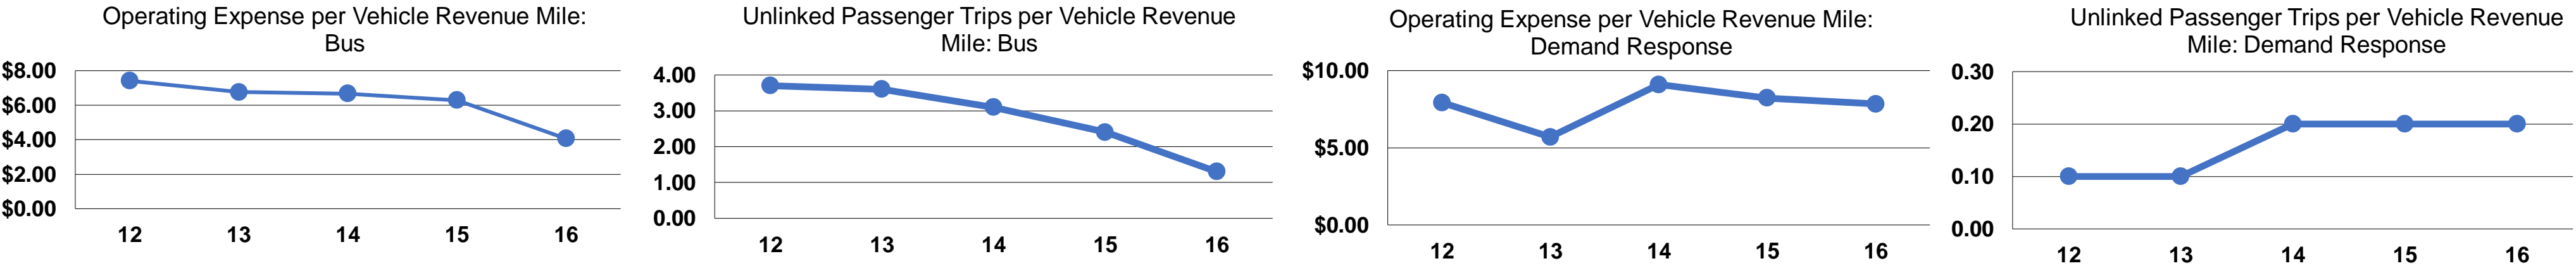 Operating Expense per Vehicle Revenue Mile:
Bus
$8.00
$6.00
$4.00
$2.00
$0.00
12 13 14 15 16
Unlinked Passenger Trips per Vehicle Revenue
Mile: Bus
4.00
3.00
2.00
1.00
0.00
12 13 14 15 16
Operating Expense per Vehicle Revenue Mile:
Demand Response
$10.00
$5.00
$0.00
12 13 14 15 16
Unlinked Passenger Trips per Vehicle Revenue
Mile: Demand Response
0.30
0.20
0.10
0.00
12 13 14 15 16